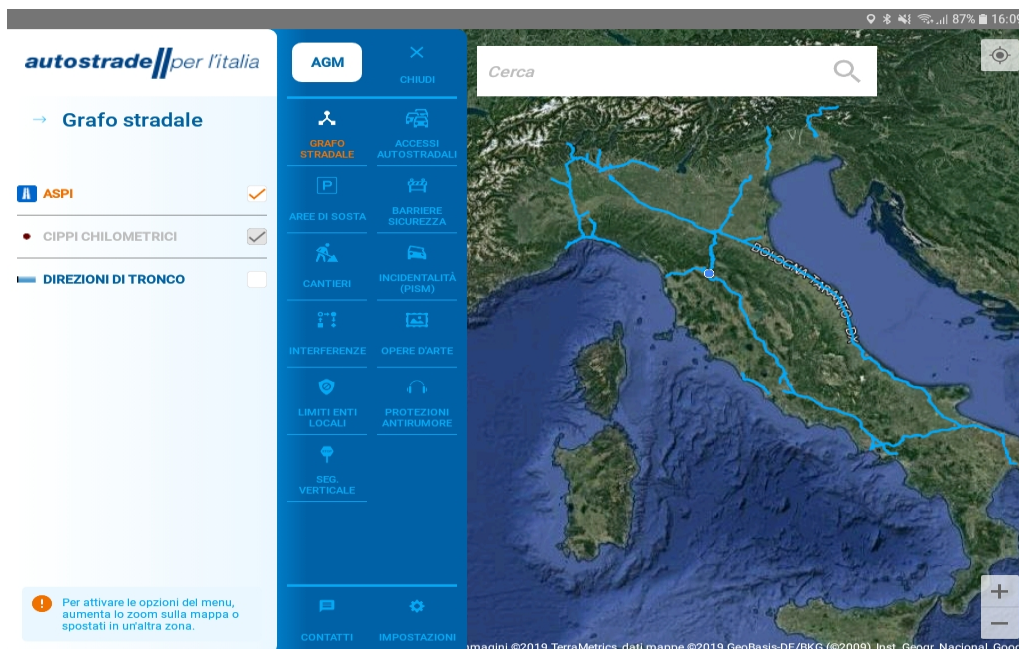 87% 16:09
autostrade per l'italia
Grafo stradale
ASPI
CIPPI CHILOMETRICI
DIREZIONI DI TRONCO
Per attivare le opzioni del menu,
aumenta lo zoom sulla mappa o
spostati in un'altra zona.
AGM
CHIUDI
GRAFO
STRADALE
ACCESSI
AUTOSTRADALI
P
AREE DI SOSTA
BARRIERE
SICUREZZA
CANTIERI
INCIDENTALITÀ
(PISM)
INTERFERENZE
OPERE D'ARTE
LIMITI ENTI
LOCALI
PROTEZIONI
ANTIRUMORE
SEG.
VERTICALE
CONTATTI
IMPOSTAZIONI
Cerca
BOLOGNA-TARANTO DX
+
−
©2019 TerraMetrics, dati mappe ©2019 GeoBasis-DE/BKG (©2009), Inst. Geogr. Nacional,